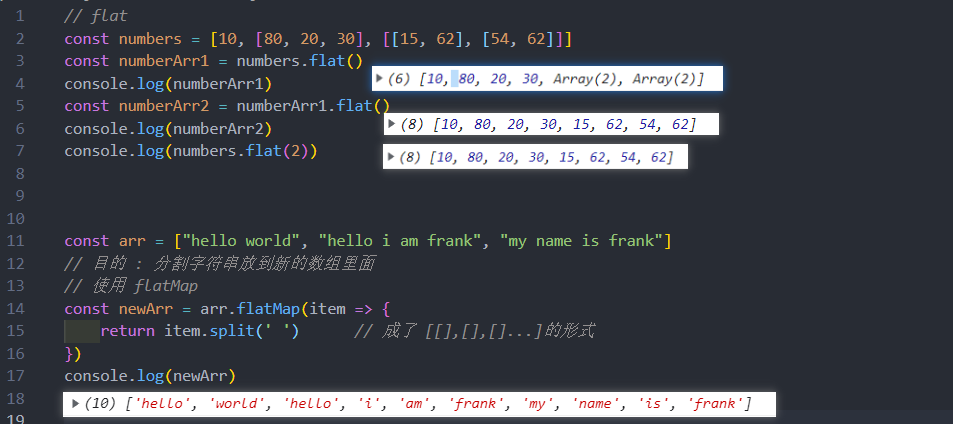 1 // flat
2 const numbers = [10, [80, 20, 30], [[15, 62], [54, 62]]]
3 const numberArr1 = numbers.flat()
(6) [10, 80, 20, 30, Array(2), Array(2)]
4 console.log(numberArr1)
5 const numberArr2 = numberArr1.flat()
(8) [10, 80, 20, 30, 15, 62, 54, 62]
6 console.log(numberArr2)
7 console.log(numbers.flat(2))
(8) [10, 80, 20, 30, 15, 62, 54, 62]
8
9
10
11 const arr = ["hello world", "hello i am frank", "my name is frank"]
12 // 目的 : 分割字符串放到新的数组里面
13 // 使用 flatMap
14 const newArr = arr.flatMap(item => {
15 return item.split(' ') // 成了 [[],[],[]...]的形式
16 })
17 console.log(newArr)
18 (10) ['hello', 'world', 'hello', 'i', 'am', 'frank', 'my', 'name', 'is', 'frank']
19